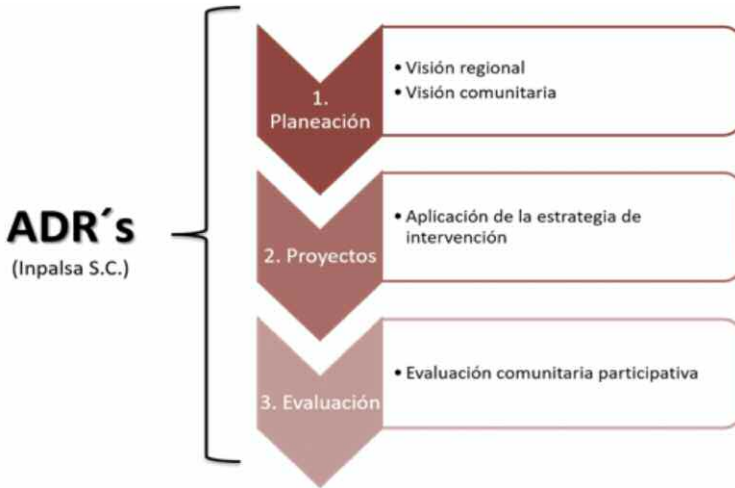 ADR´s
(Inpalsa S.C.)
1.
Planeación
• Visión regional
• Visión comunitaria
2. Proyectos
• Aplicación de la estrategia de
intervención
3. Evaluación
• Evaluación comunitaria participativa